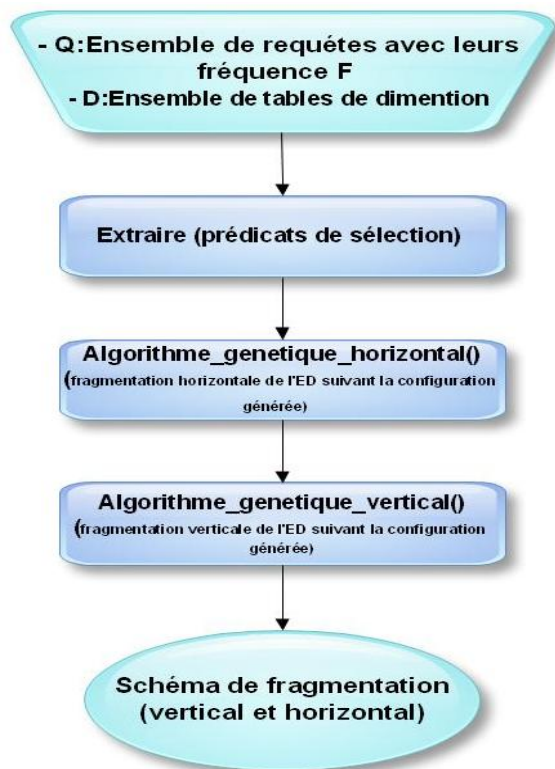 - Q:Ensemble de requétes avec leurs
fréquence F
- D:Ensemble de tables de dimention
Extraire (prédicats de sélection)
Algorithme_genetique_horizontal()
(fragmentation horizontale de l'ED suivant la configuration
générée)
Algorithme_genetique_vertical()
(fragmentation verticale de l'ED suivant la configuration
générée)
Schéma de fragmentation
(vertical et horizontal)